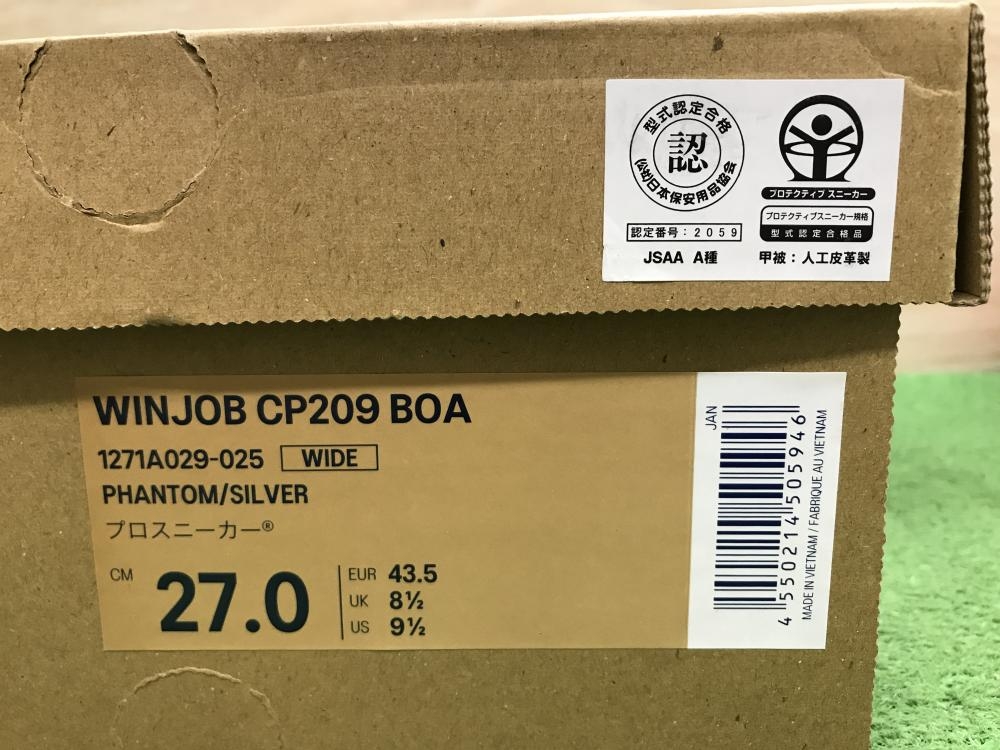 型式認定合格
認
(公社)日本保安用品協会
認定番号：2059
JSAA A種
プロテクティブ スニーカー
プロテクティブスニーカー規格
型式認定合格品
甲被：人工皮革製
WINJOB CP209 BOA
1271A029-025 WIDE
PHANTOM/SILVER
プロスニーカー®
CM 27.0
EUR 43.5
UK 8½
US 9½
JAN
4 550214 505946
MADE IN VIETNAM / FABRIQUE AU VIETNAM